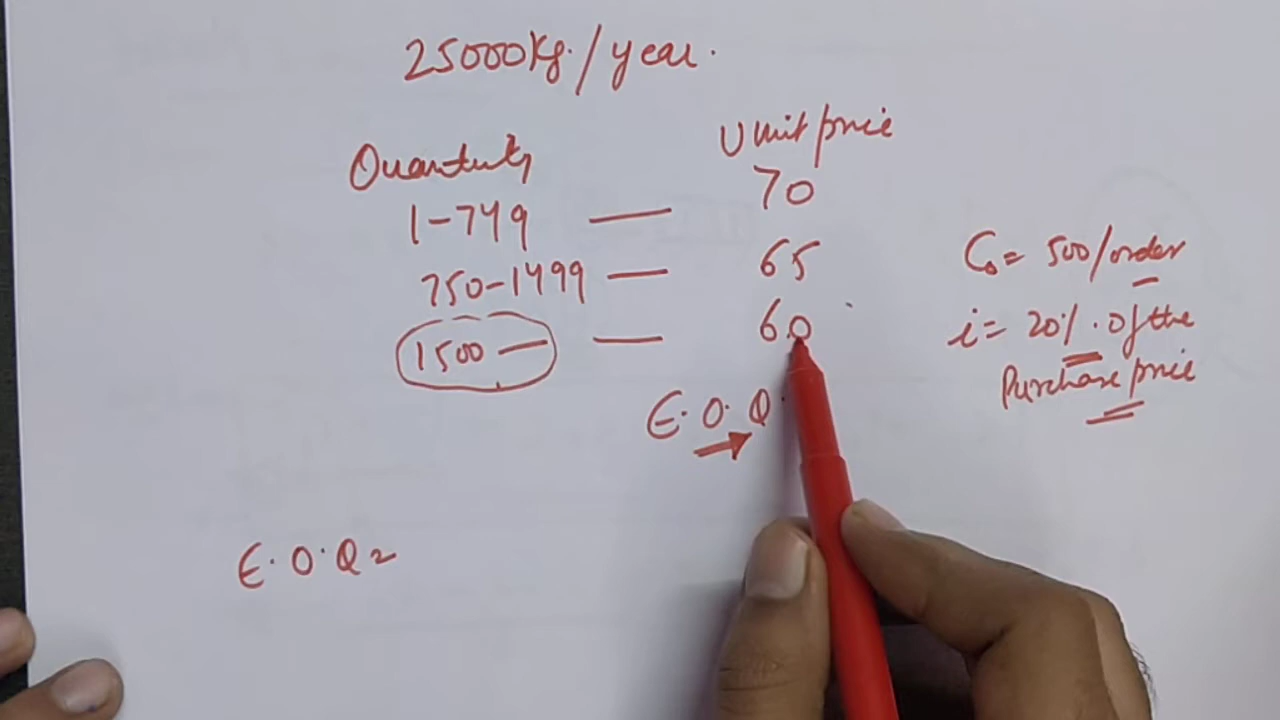 25000Kg./year.
Quantity Unit price
1-749 — 70
750-1499 — 65
1500 — — 60
C₀= 500/order
i= 20%. of the
Purchase price
E.O.Q.
E.O.Q =